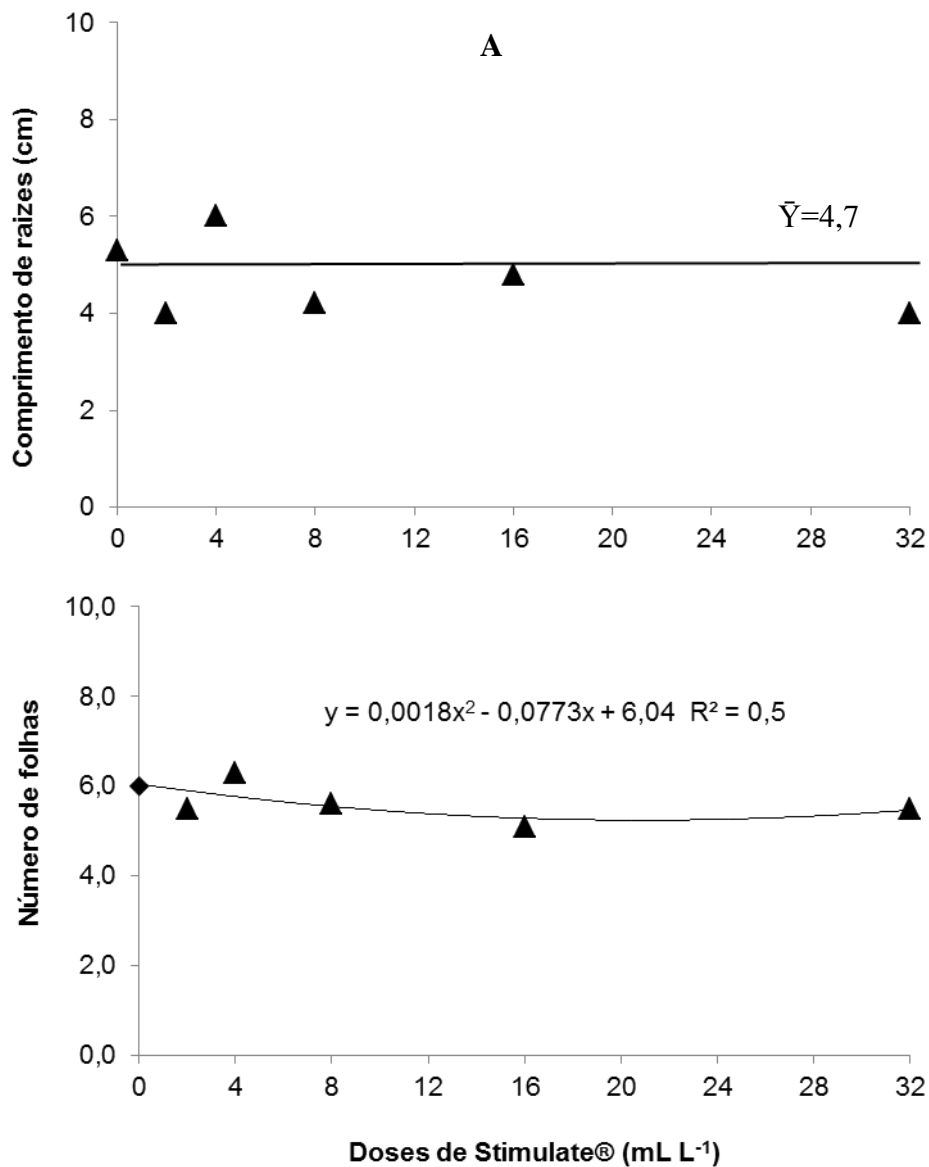 A
Comprimento de raizes (cm)
10
8
6
4
2
0
Ȳ=4,7
0 4 8 12 16 20 24 28 32
Número de folhas
10,0
8,0
6,0
4,0
2,0
0,0
y = 0,0018x² - 0,0773x + 6,04 R² = 0,5
0 4 8 12 16 20 24 28 32
Doses de Stimulate® (mL L⁻¹)